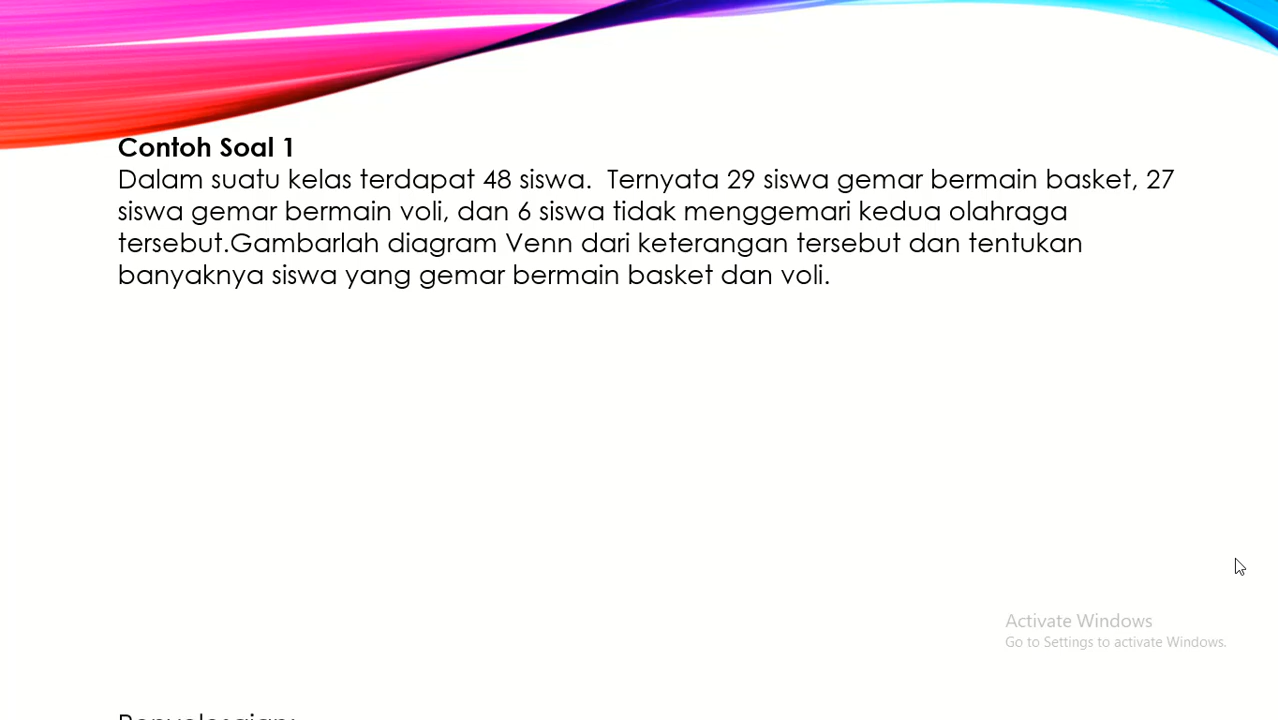 Contoh Soal 1
Dalam suatu kelas terdapat 48 siswa.  Ternyata 29 siswa gemar bermain basket, 27
siswa gemar bermain voli, dan 6 siswa tidak menggemari kedua olahraga
tersebut.Gambarlah diagram Venn dari keterangan tersebut dan tentukan
banyaknya siswa yang gemar bermain basket dan voli.
Activate Windows
Go to Settings to activate Windows.